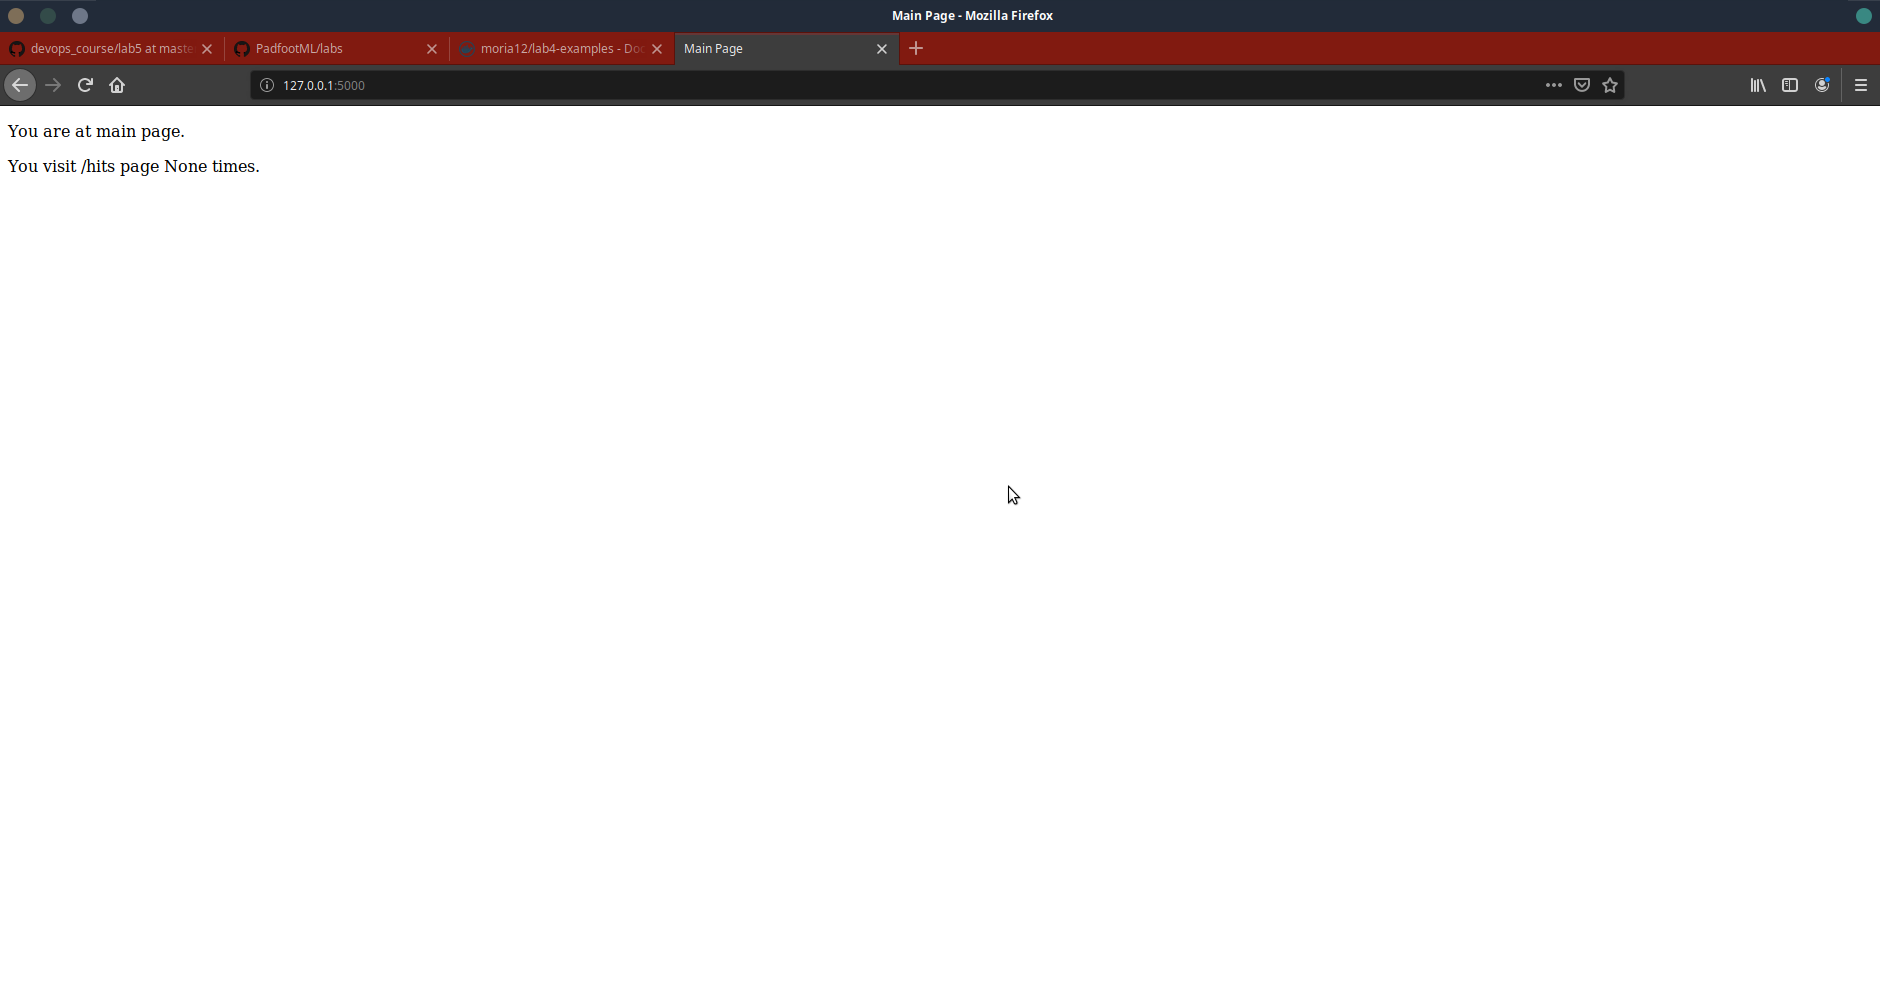 Main Page - Mozilla Firefox
devops_course/lab5 at maste
PadfootML/labs
moria12/lab4-examples - Doc
Main Page
127.0.0.1:5000
You are at main page.
You visit /hits page None times.